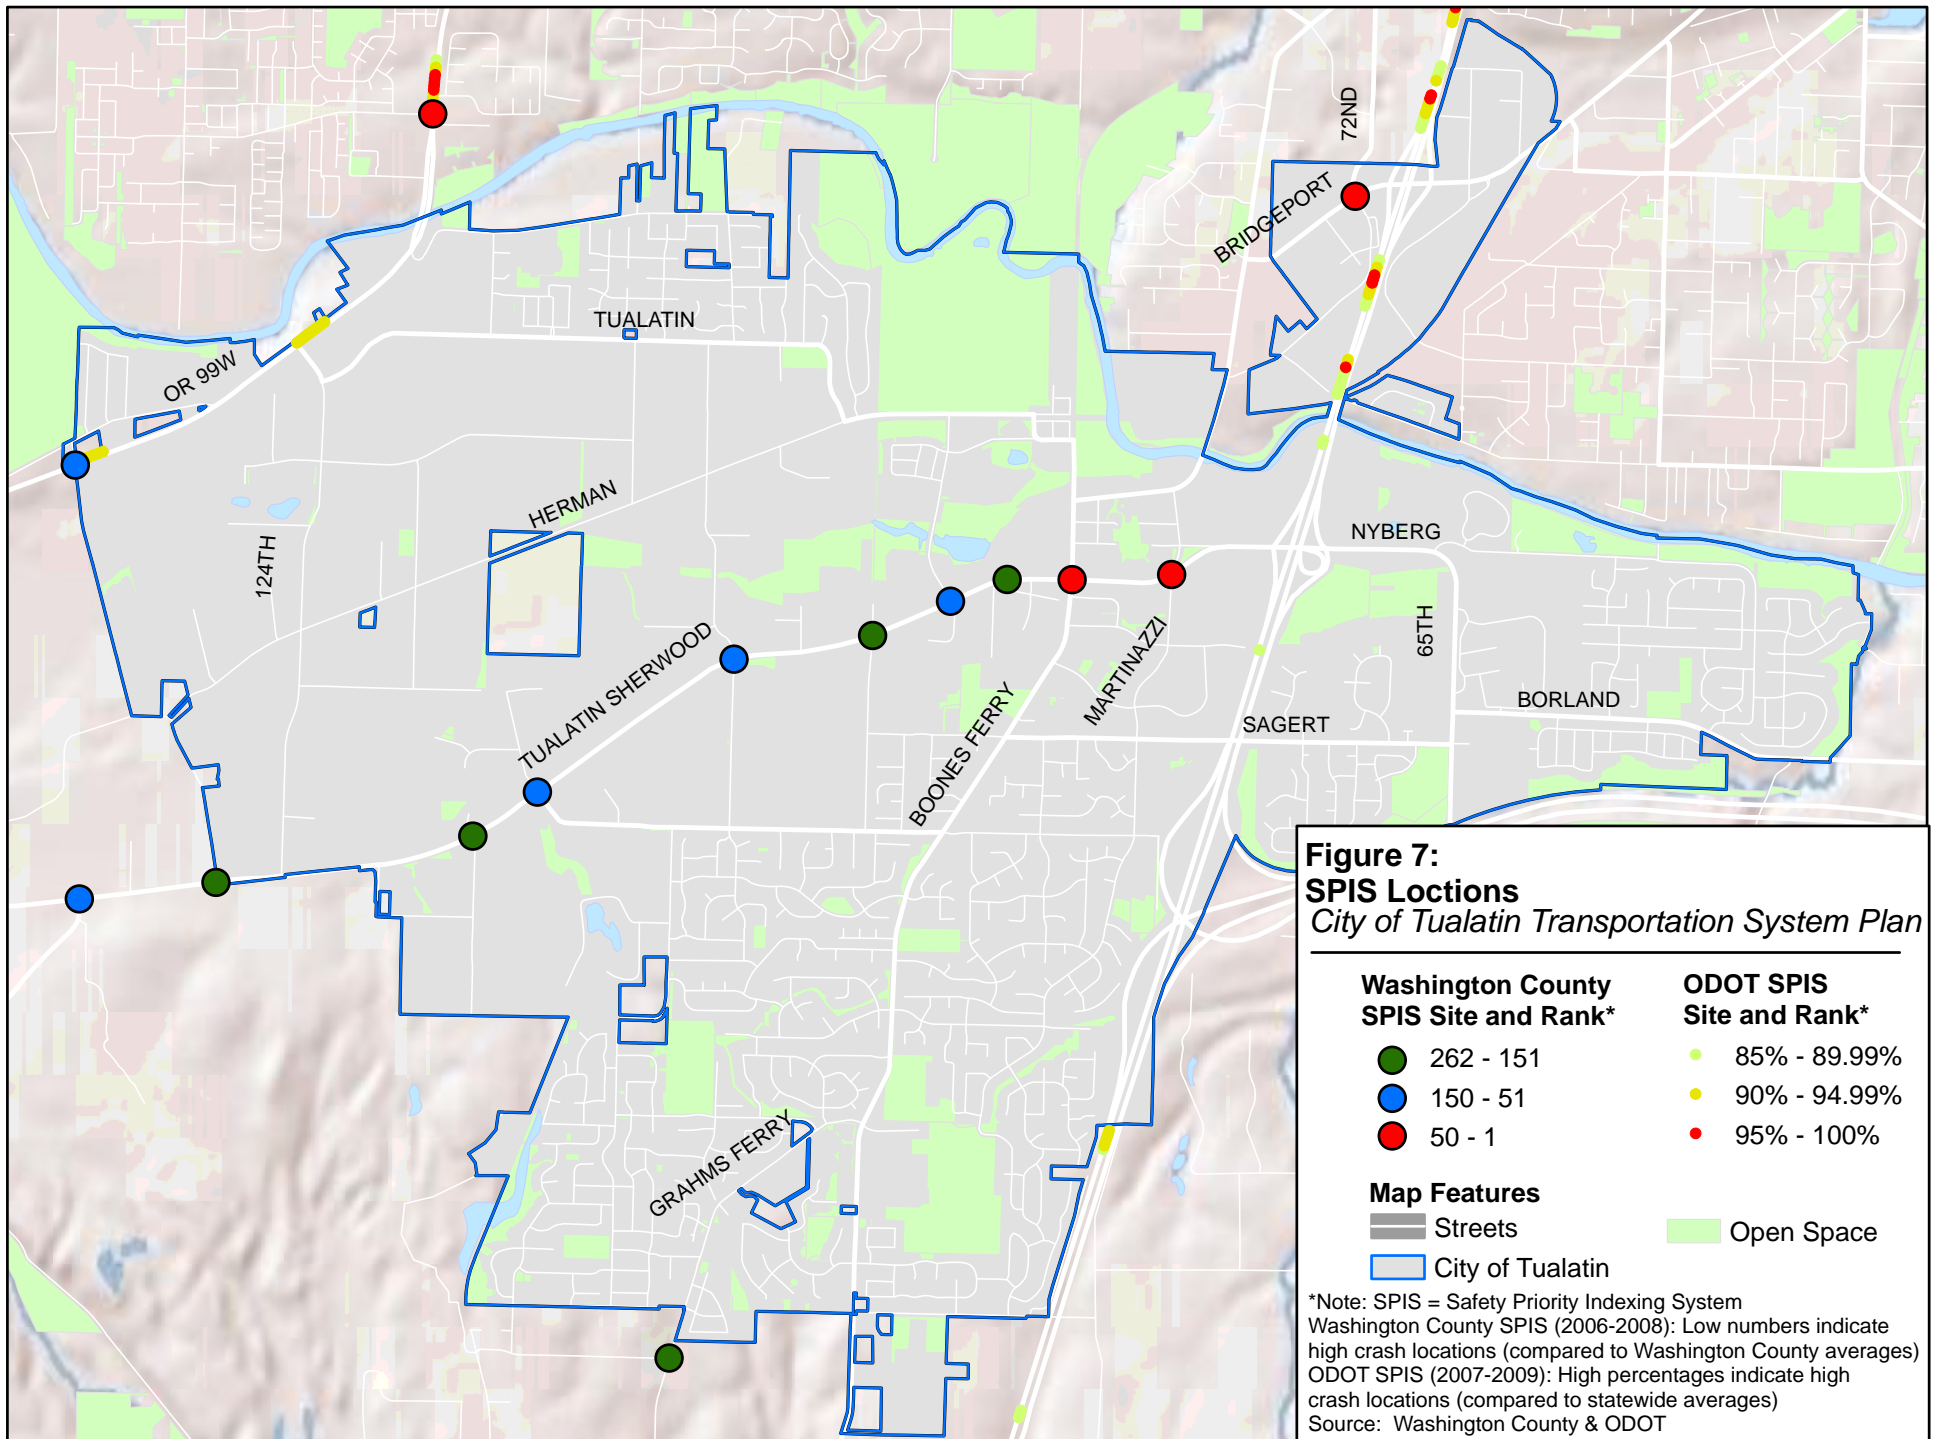 72ND
BRIDGEPORT
TUALATIN
OR 99W
HERMAN
124TH
NYBERG
65TH
TUALATIN SHERWOOD
MARTINAZZI
BORLAND
SAGERT
BOONES FERRY
GRAHMS FERRY
Figure 7:
SPIS Loctions
City of Tualatin Transportation System Plan
Washington County
SPIS Site and Rank*
262 - 151
150 - 51
50 - 1
ODOT SPIS
Site and Rank*
85% - 89.99%
90% - 94.99%
95% - 100%
Map Features
Streets
Open Space
City of Tualatin
*Note: SPIS = Safety Priority Indexing System
Washington County SPIS (2006-2008): Low numbers indicate
high crash locations (compared to Washington County averages)
ODOT SPIS (2007-2009): High percentages indicate high
crash locations (compared to statewide averages)
Source:  Washington County & ODOT